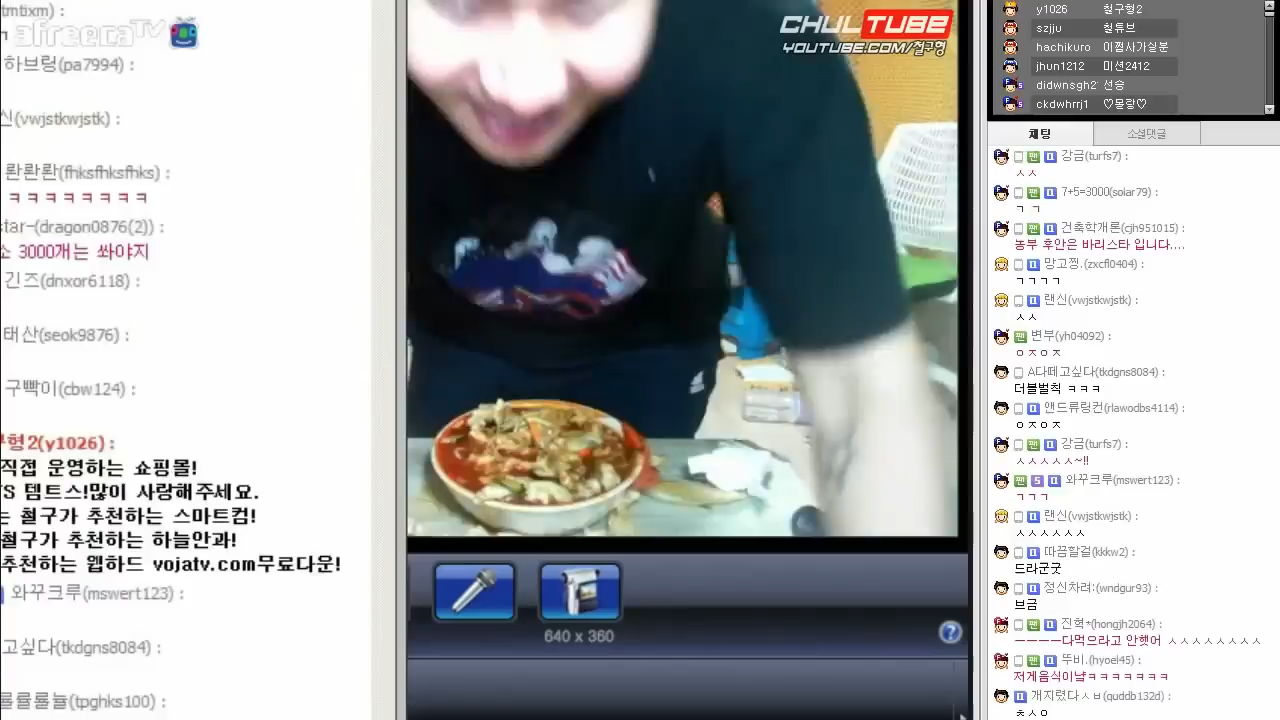 tmtixm) :
ㄱ
afreecaTV
하브링(pa7994) :
신(vwjstkwjstk) :
롼롼롼(fhksfhksfhks) :
ㅋㅋㅋㅋㅋㅋㅋㅋ
star-(dragon0876(2)) :
소 3000개는 쏴야지
긴즈(dnxor6118) :
태산(seok9876) :
구빡이(cbw124) :
구형2(y1026) :
직접 운영하는 쇼핑몰!
'S 템트스!많이 사랑해주세요.
는 철구가 추천하는 스마트컴!
철구가 추천하는 하늘안과!
추천하는 웹하드 yojatv.com무료다운!
와꾸크루(mswert123) :
고싶다(tkdgns8084) :
률률률늘(tpghks100) :
CHULTUBE
YOUTUBE.COM/철구형
640 x 360
y1026 철구형2
szjju 철튜브
hachikuro 이쩜시가실분
jhun1212 미션2412
didwnsgh2 선승
ckdwhrrj1 ♡몰랑♡
채팅
소셜댓글
강금(turfs7) :
ㅅㅅ
7+5=3000(soiar79) :
ㄱ ㄱ
건축학개론(cjh951015) :
농부 후안은 바리스타 입니다....
망고찡.(zxcfl0404) :
ㄱㄱㄱㄱ
랜신(vwjstkwjstk) :
ㅅㅅ
변부(yh04092) :
ㅇㅈㅇㅈ
A다떼고싶다(tkdgns8084) :
더블벌칙 ㅋㅋㅋ
앤드류링컨(rlawodbs4114) :
ㅇㅈㅇㅈ
강금(turfs7) :
ㅅㅅㅅㅅㅅ~!!
와꾸크루(mswert123) :
ㄱㄱㄱ
랜신(vwjstkwjstk) :
ㅅㅅㅅㅅㅅㅅ
따끔할걸(kkkw2) :
드라군굿
정신차려:(wndgur93) :
브금
진혁*(hongjh2064) :
ㅡㅡㅡㅡ다먹으라고 안햇어 ㅅㅅㅅㅅㅅㅅㅅㅅ
뚜비.(hyoel45) :
저게음식이냨ㅋㅋㅋㅋㅋㅋㅋ
개지렸다ㅅㅂ(quddb132d) :
ㅊㅅㅇ